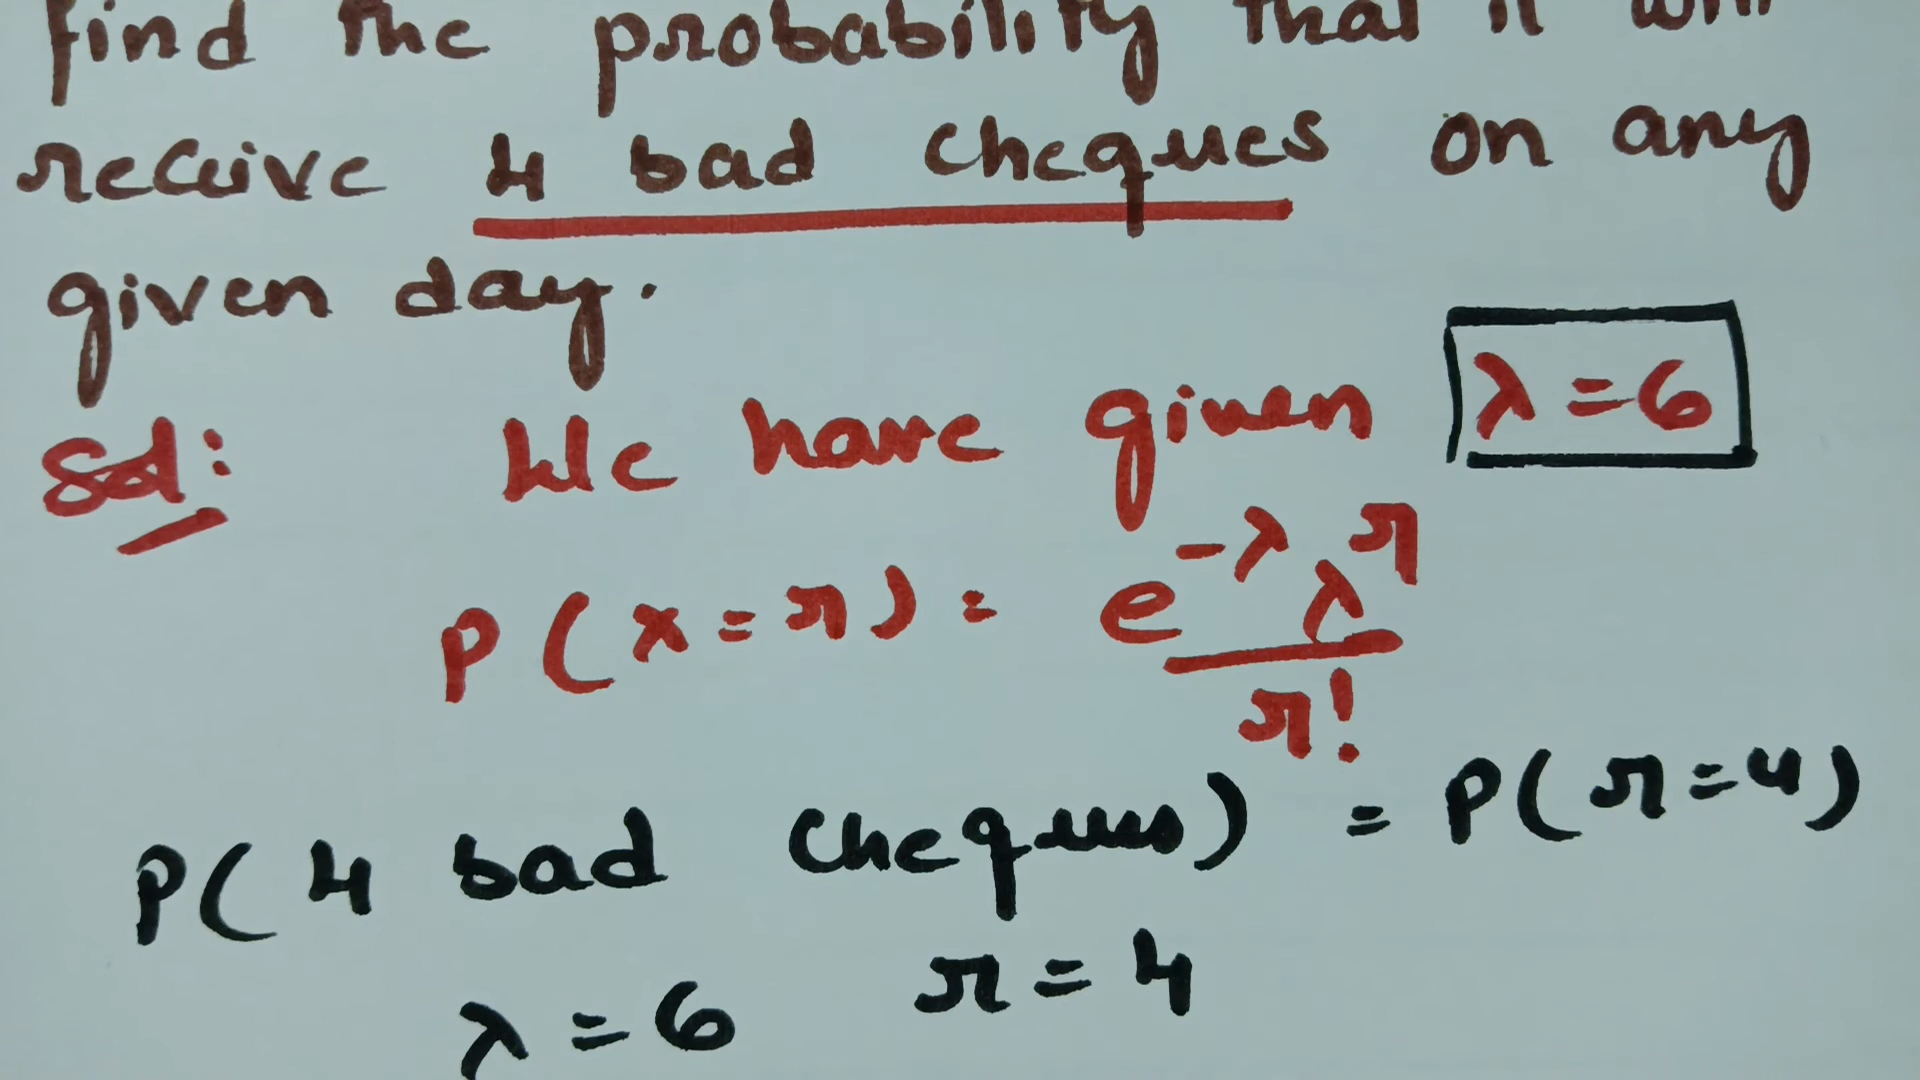 find the probability that it will
receive 4 bad cheques on any
given day.
Sol: We have given λ = 6
P(x = r) = e^-λ λ^r / r!
P(4 bad cheques) = P(r = 4)
λ = 6 r = 4